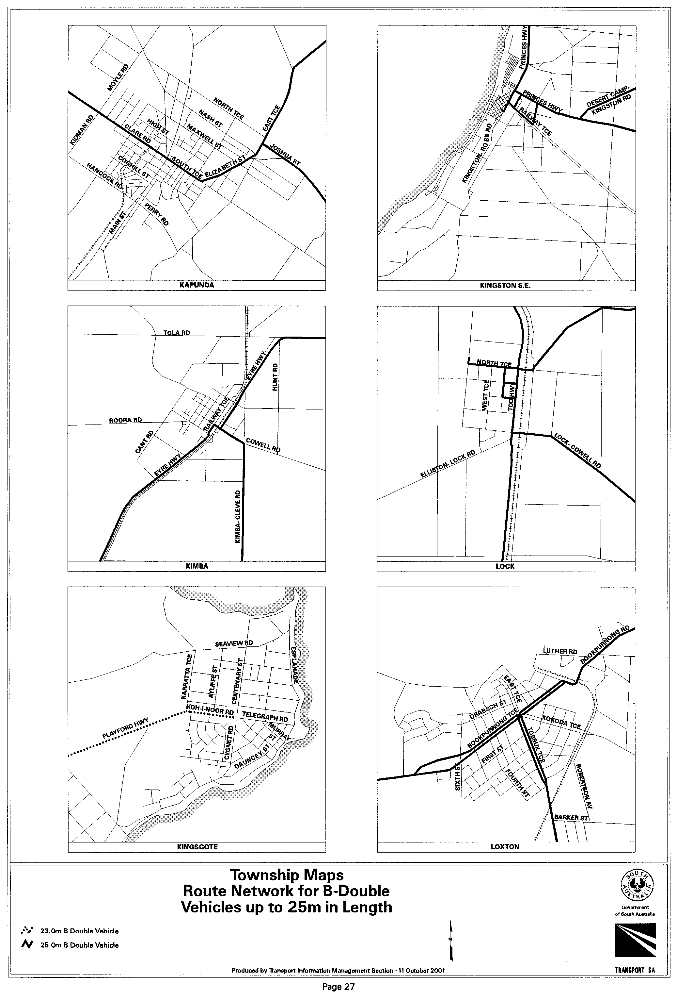 MOYLE RD
NORTH TCE
NASH ST
EAST TCE
KIDMAN RD
HIGH ST
MAXWELL ST
CLARE RD
JOSHUA ST
COGHILL ST
SOUTH TCE
ELIZABETH ST
HANCOCK RD
PERRY RD
MAIN ST
KAPUNDA
PRINCES HWY
PRINCES HWY
DESERT CAMP-
KINGSTON RD
RAILWAY TCE
KINGSTON- ROBE RD
KINGSTON S.E.
TOLA RD
EYRE HWY
HUNT RD
RAILWAY TCE
ROORA RD
CANT RD
COWELL RD
EYRE HWY
KIMBA- CLEVE RD
KIMBA
NORTH TCE
WEST TCE
TOD HWY
LOCK- COWELL RD
ELLISTON- LOCK RD
LOCK
SEAVIEW RD
ESPLANADE
KARRATTA TCE
AYLIFFE ST
CENTENARY ST
KOH-I-NOOR RD
TELEGRAPH RD
PLAYFORD HWY
MURRAY
ST
CYGNET RD
DAUNCEY ST
KINGSCOTE
BOOKPURNONG RD
LUTHER RD
EAST TCE
DRABSCH ST
BOOKPURNONG TCE
KOKODA TCE
TOBRUK TCE
FIRST ST
SIXTH ST
FOURTH ST
ROBERTSON AV
BARKER ST
LOXTON
Township Maps
Route Network for B-Double
Vehicles up to 25m in Length
SOUTH
AUSTRALIA
Government
of South Australia
23.0m B Double Vehicle
25.0m B Double Vehicle
N
Produced by Transport Information Management Section - 11 October 2001
TRANSPORT SA
Page 27